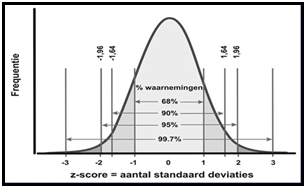 -1,96
-1,64
1,64
1,96
Frequentie
% waarnemingen
68%
90%
95%
99.7%
-3 -2 -1 0 1 2 3
z-score = aantal standaard deviaties